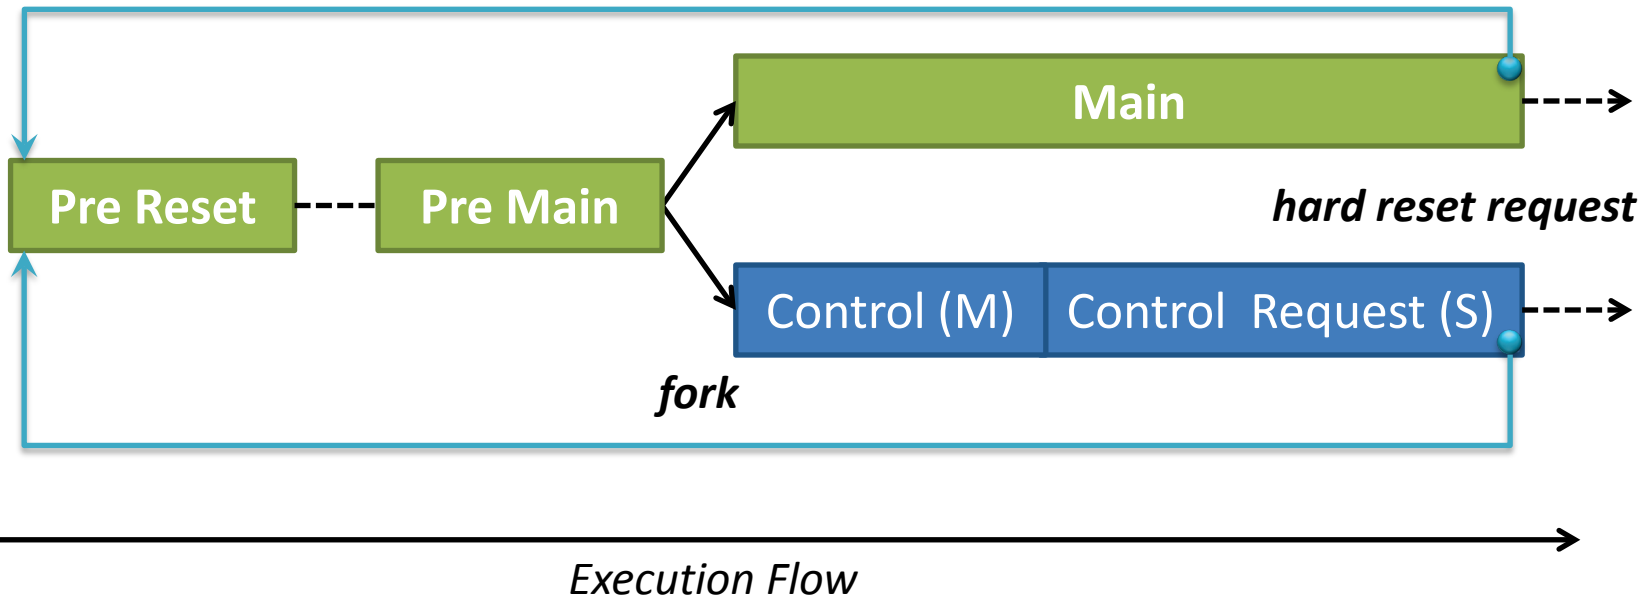 Main
Pre Reset
Pre Main
hard reset request
Control (M)
Control Request (S)
fork
Execution Flow